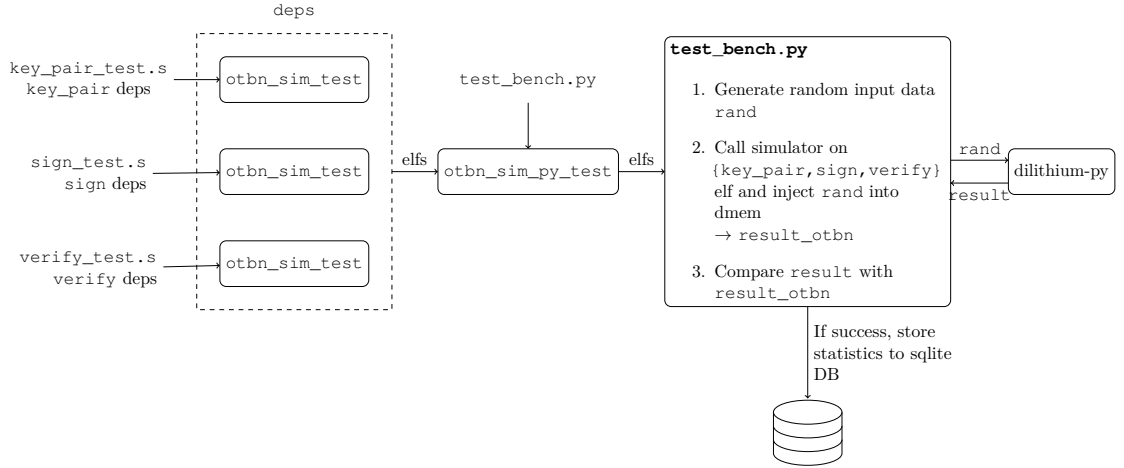 deps
key_pair_test.s
key_pair deps
otbn_sim_test
sign_test.s
sign deps
otbn_sim_test
verify_test.s
verify deps
otbn_sim_test
elfs
test_bench.py
otbn_sim_py_test
elfs
test_bench.py
1. Generate random input data
rand
2. Call simulator on
{key_pair,sign,verify}
elf and inject rand into
dmem
→ result_otbn
3. Compare result with
result_otbn
rand
result
dilithium-py
If success, store
statistics to sqlite
DB